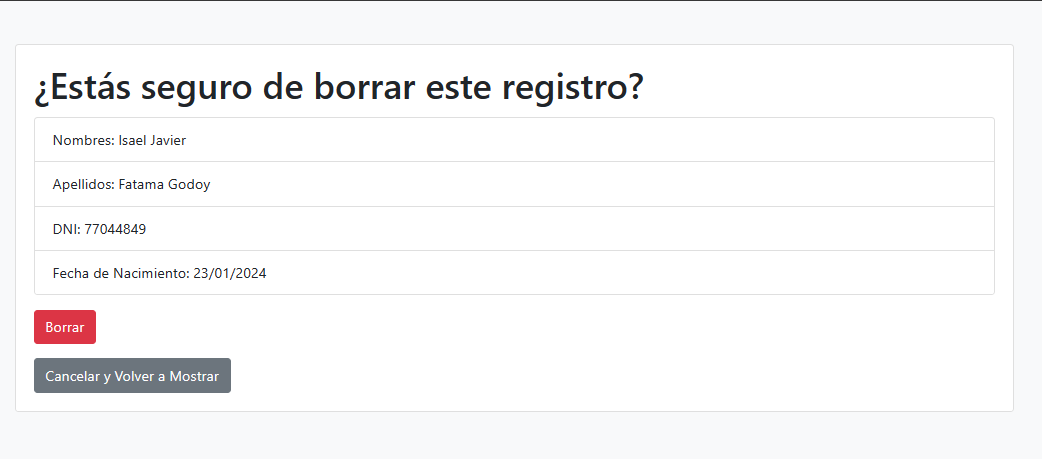 ¿Estás seguro de borrar este registro?
Nombres: Isael Javier
Apellidos: Fatama Godoy
DNI: 77044849
Fecha de Nacimiento: 23/01/2024
Borrar
Cancelar y Volver a Mostrar